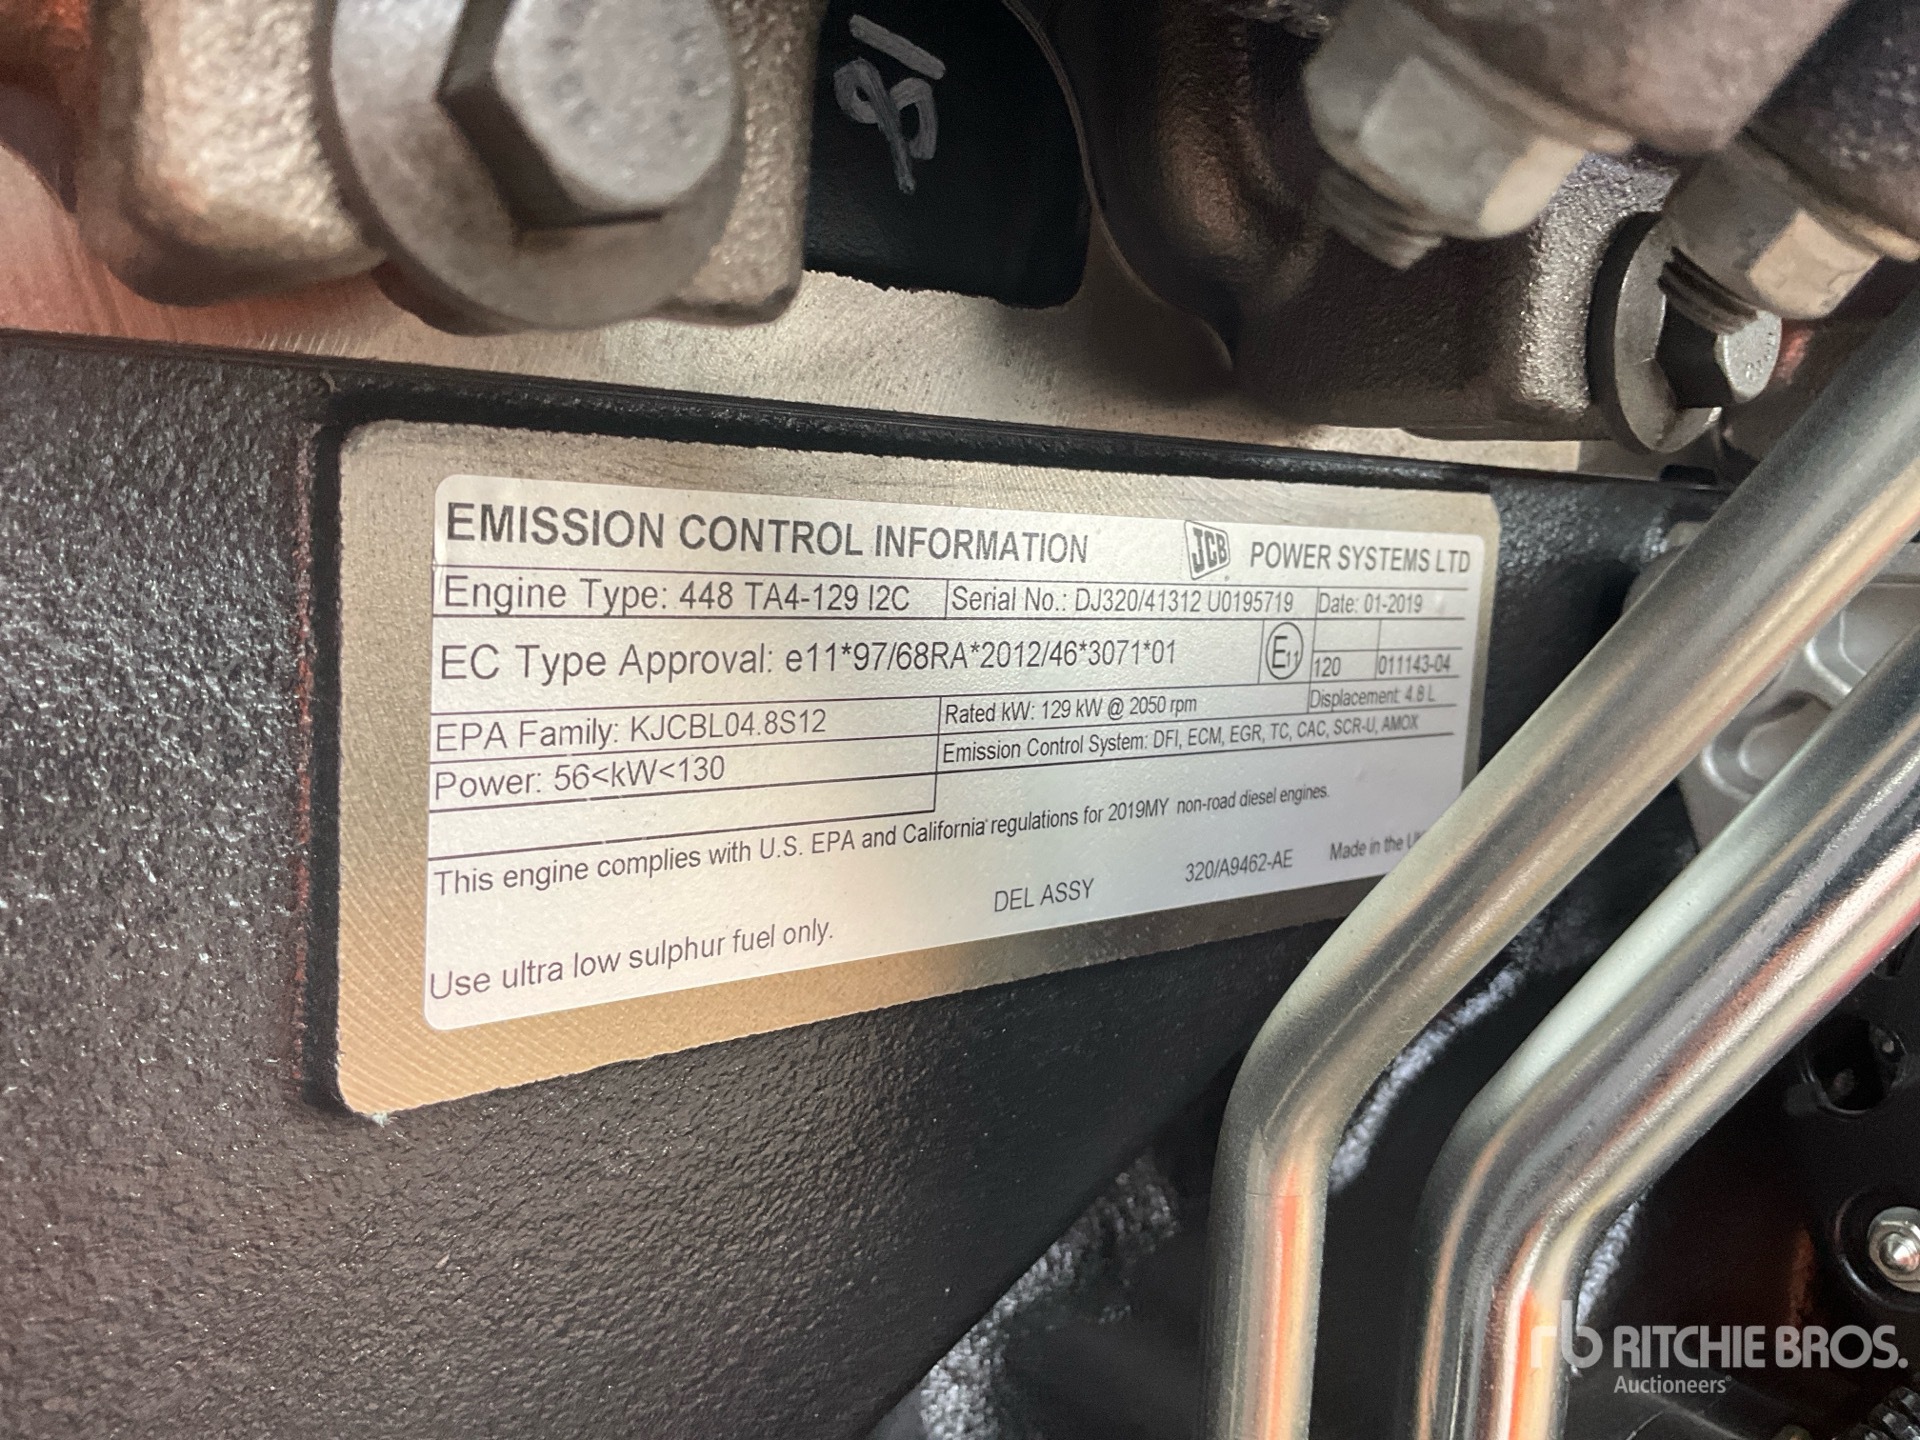 EMISSION CONTROL INFORMATION JCB POWER SYSTEMS LTD
Engine Type: 448 TA4-129 I2C Serial No.: DJ320/41312 U0195719 Date: 01-2019
EC Type Approval: e11*97/68RA*2012/46*3071*01 E11 120 011143-04
EPA Family: KJCBL04.8S12 Rated kW: 129 kW @ 2050 rpm Displacement: 4.8 L
Power: 56<kW<130 Emission Control System: DFI, ECM, EGR, TC, CAC, SCR-U, AMOX
This engine complies with U.S. EPA and California regulations for 2019MY non-road diesel engines.
Use ultra low sulphur fuel only. DEL ASSY 320/A9462-AE Made in the
rb RITCHIE BROS.
Auctioneers